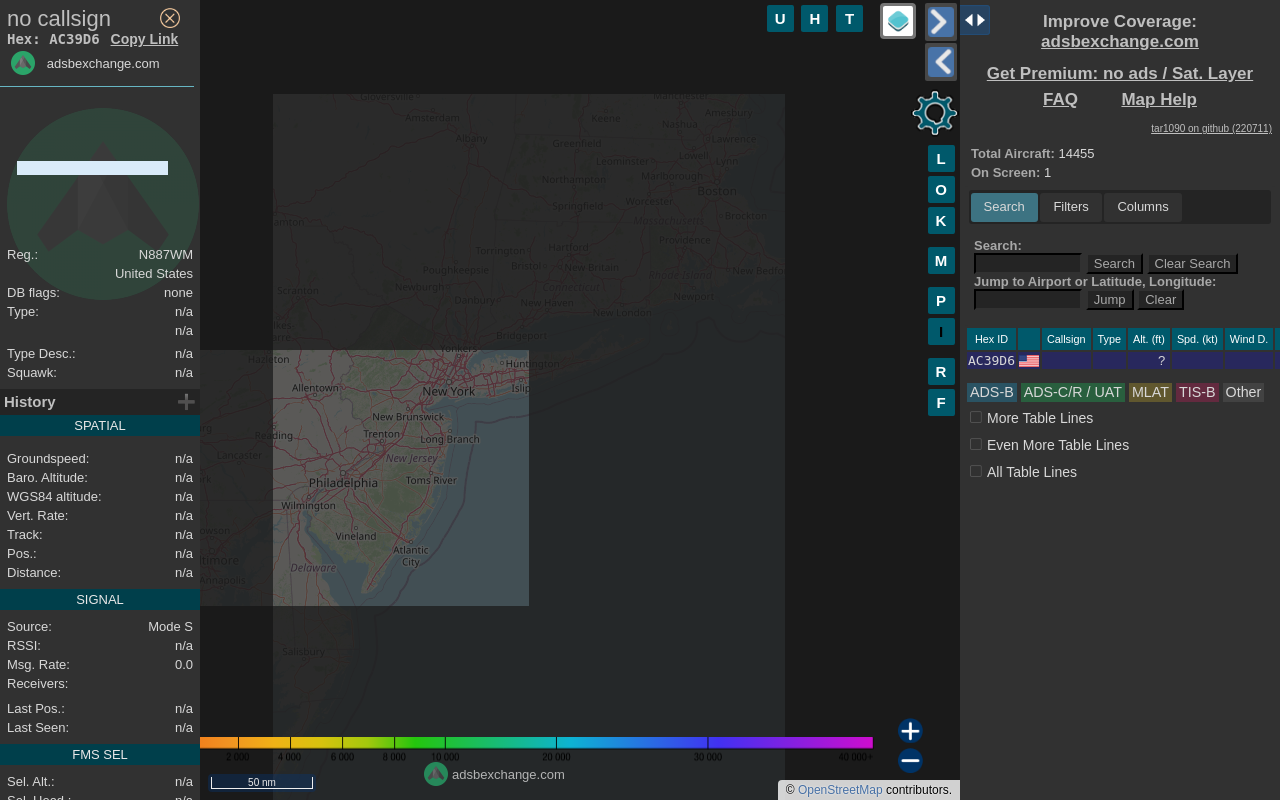 no callsign
Hex: AC39D6 Copy Link
adsbexchange.com
Reg.: N887WM
United States
DB flags: none
Type: n/a
n/a
Type Desc.: n/a
Squawk: n/a
History
SPATIAL
Groundspeed: n/a
Baro. Altitude: n/a
WGS84 altitude: n/a
Vert. Rate: n/a
Track: n/a
Pos.: n/a
Distance: n/a
SIGNAL
Source: Mode S
RSSI: n/a
Msg. Rate: 0.0
Receivers:
Last Pos.: n/a
Last Seen: n/a
FMS SEL
Sel. Alt.: n/a
Sel. Head.: n/a
U H T
L
O
K
M
P
I
R
F
Gloversville
Amsterdam
Albany
Manchester
Keene
Nashua
Amesbury
Lawrence
Greenfield
Leominster
Lowell
Lynn
Northampton
Marlborough
Boston
Springfield
Worcester
Massachusetts
Brockton
Torrington
Hartford
Providence
Poughkeepsie
Bristol
New Britain
Rhode Island
New Bedford
Scranton
Newburgh
Danbury
Connecticut
New Haven
Newport
New London
Bridgeport
Yonkers
Hazleton
Huntington
Allentown
New York
Islip
New Brunswick
Reading
Trenton
Long Branch
Lancaster
New Jersey
Philadelphia
Toms River
Wilmington
Vineland
Atlantic
City
Delaware
Annapolis
Salisbury
2 000 4 000 6 000 8 000 10 000 20 000 30 000 40 000+
adsbexchange.com
50 nm
© OpenStreetMap contributors.
Improve Coverage:
adsbexchange.com
Get Premium: no ads / Sat. Layer
FAQ Map Help
tar1090 on github (220711)
Total Aircraft: 14455
On Screen: 1
Search Filters Columns
Search:
Search Clear Search
Jump to Airport or Latitude, Longitude:
Jump Clear
Hex ID Callsign Type Alt. (ft) Spd. (kt) Wind D.
AC39D6 ?
ADS-B ADS-C/R / UAT MLAT TIS-B Other
More Table Lines
Even More Table Lines
All Table Lines